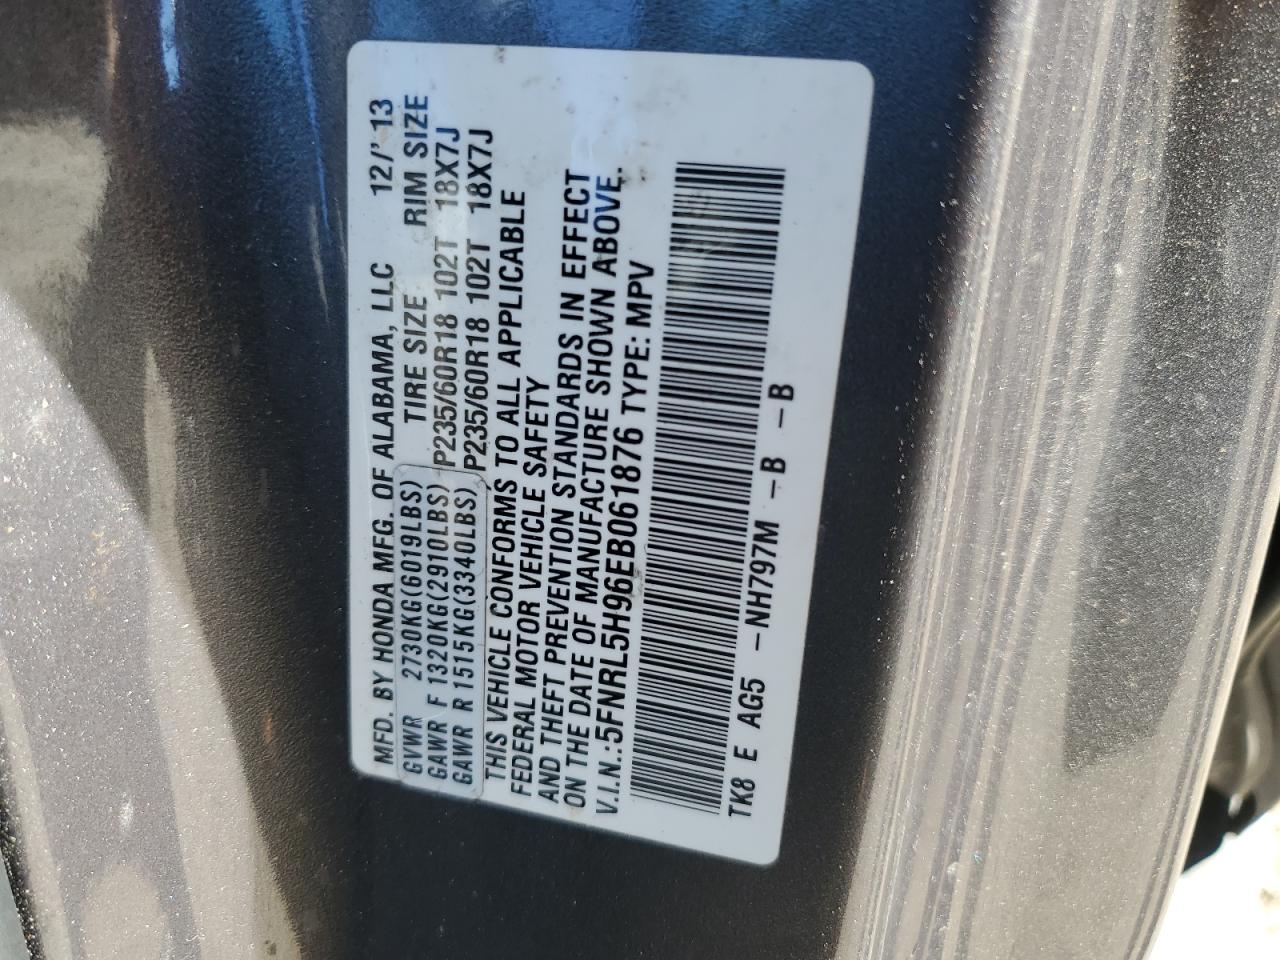 MFD. BY HONDA MFG. OF ALABAMA, LLC 12/'13
TIRE SIZE RIM SIZE
GVWR 2730KG(6019LBS)
GAWR F 1320KG(2910LBS) P235/60R18 102T 18X7J
GAWR R 1515KG(3340LBS) P235/60R18 102T 18X7J
THIS VEHICLE CONFORMS TO ALL APPLICABLE
FEDERAL MOTOR VEHICLE SAFETY
AND THEFT PREVENTION STANDARDS IN EFFECT
ON THE DATE OF MANUFACTURE SHOWN ABOVE.
V.I.N.:5FNRL5H96EB061876 TYPE: MPV
TK8 E AG5 -NH797M -B -B